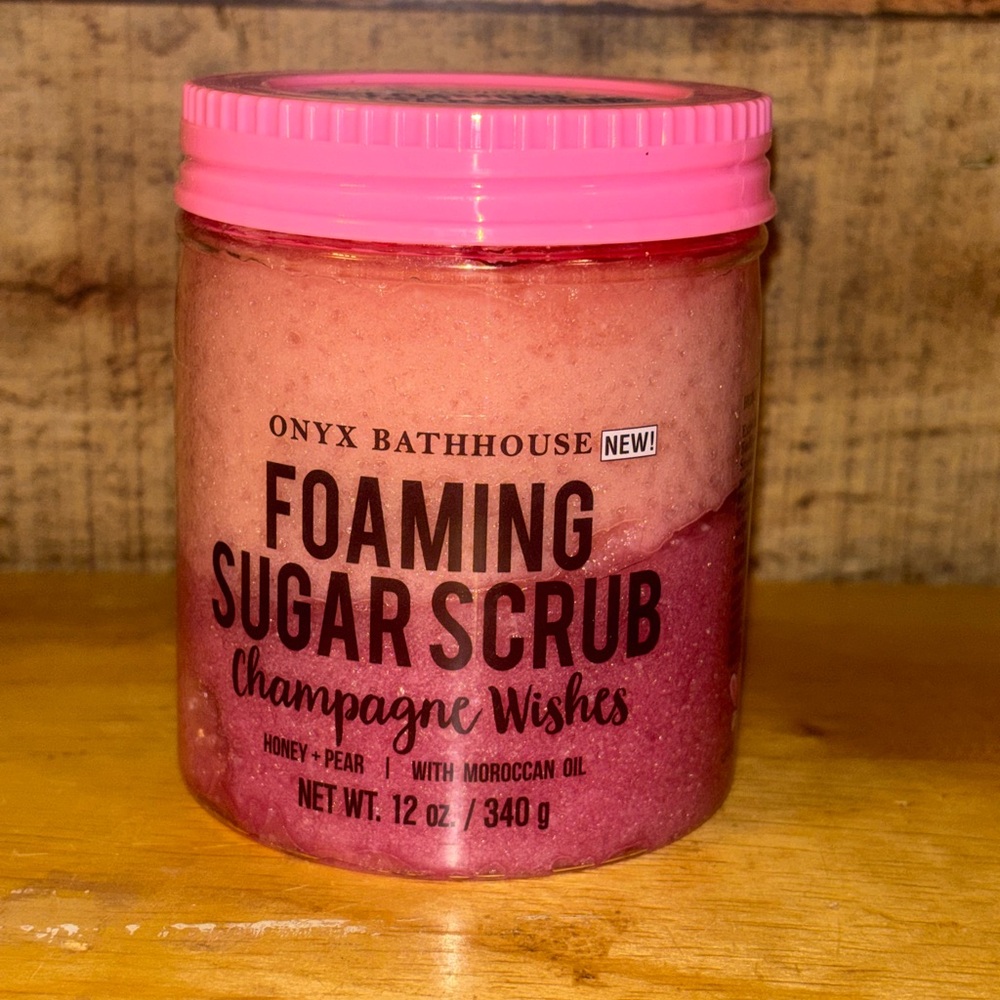 ONYX BATHHOUSE NEW!
FOAMING
SUGAR SCRUB
Champagne Wishes
HONEY + PEAR | WITH MOROCCAN OIL
NET WT. 12 oz. / 340 g